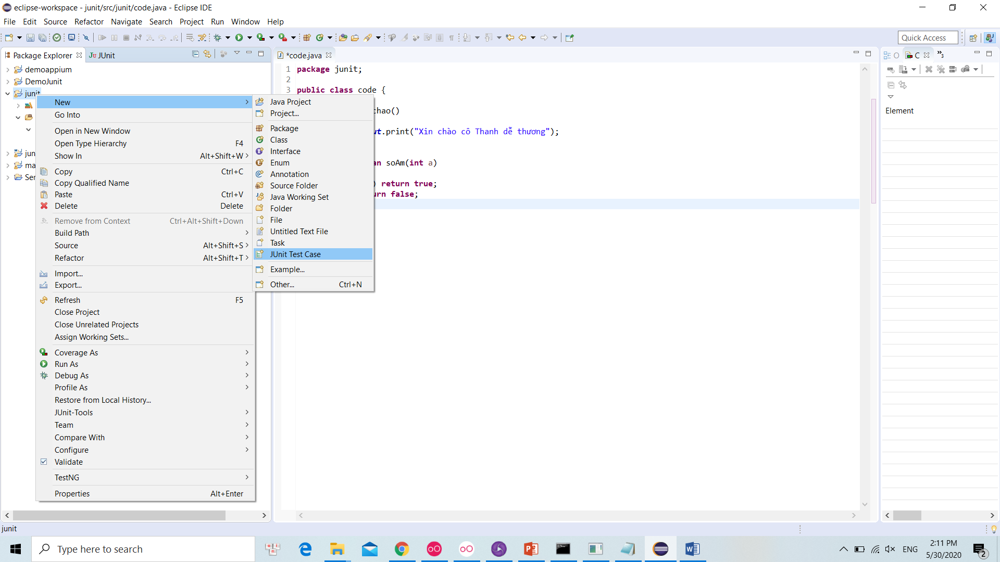 eclipse-workspace - junit/src/junit/code.java - Eclipse IDE
File Edit Source Refactor Navigate Search Project Run Window Help
Quick Access
Package Explorer JUnit
*code.java
O C 3
demoappium
DemoJunit
junit
jun
ma
Ser
1 package junit;
2
3 public class code {
chao()
ut.print("Xin chào cô Thanh dễ thương");
an soAm(int a)
) return true;
urn false;
Element
New
Go Into
Open in New Window
Open Type Hierarchy F4
Show In Alt+Shift+W
Copy Ctrl+C
Copy Qualified Name
Paste Ctrl+V
Delete Delete
Remove from Context Ctrl+Alt+Shift+Down
Build Path
Source Alt+Shift+S
Refactor Alt+Shift+T
Import...
Export...
Refresh F5
Close Project
Close Unrelated Projects
Assign Working Sets...
Coverage As
Run As
Debug As
Profile As
Restore from Local History...
JUnit-Tools
Team
Compare With
Configure
Validate
TestNG
Properties Alt+Enter
Java Project
Project...
Package
Class
Interface
Enum
Annotation
Source Folder
Java Working Set
Folder
File
Untitled Text File
Task
JUnit Test Case
Example...
Other... Ctrl+N
junit
Type here to search
ENG
2:11 PM
5/30/2020
2